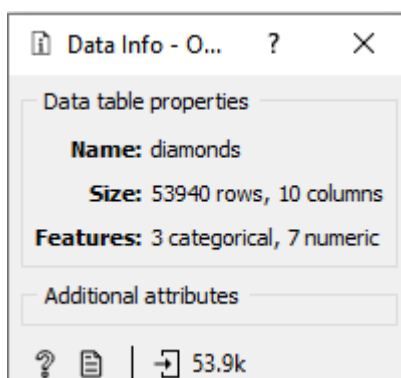 Data Info - O... ?
Data table properties
Name: diamonds
Size: 53940 rows, 10 columns
Features: 3 categorical, 7 numeric
Additional attributes
? 53.9k